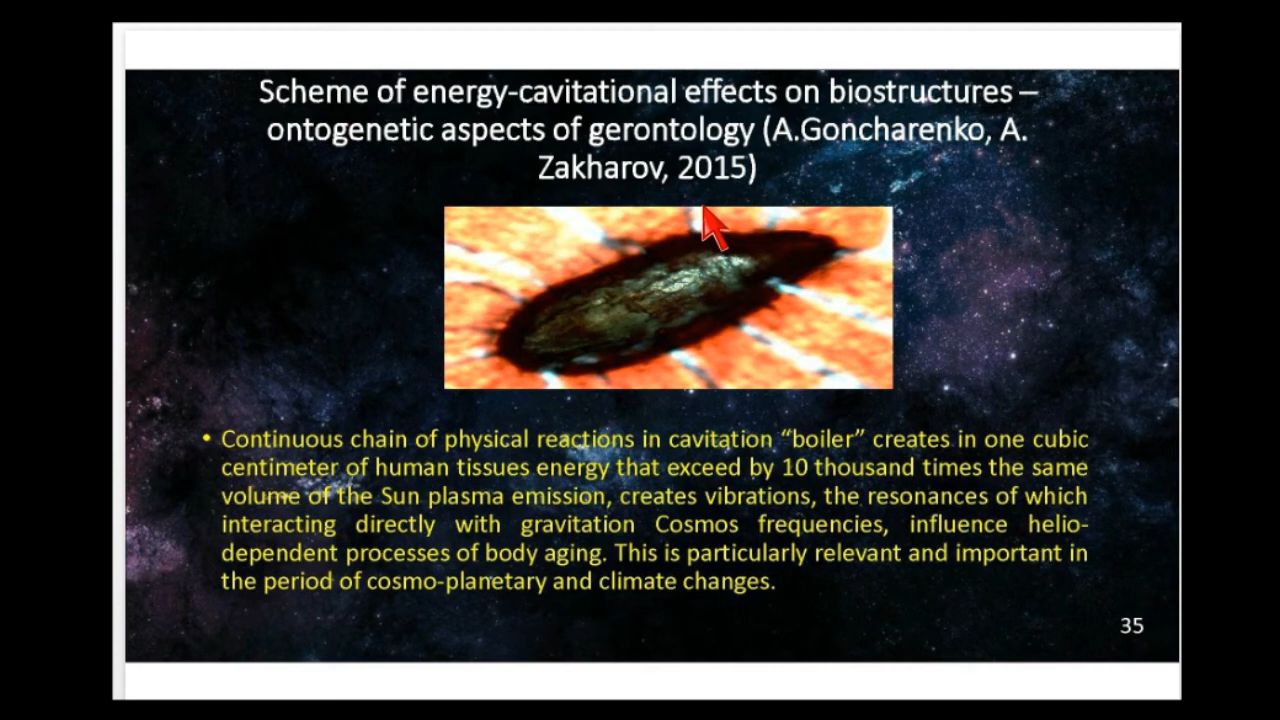 Scheme of energy-cavitational effects on biostructures –
ontogenetic aspects of gerontology (A.Goncharenko, A.
Zakharov, 2015)
• Continuous chain of physical reactions in cavitation “boiler” creates in one cubic
centimeter of human tissues energy that exceed by 10 thousand times the same
volume of the Sun plasma emission, creates vibrations, the resonances of which
interacting directly with gravitation Cosmos frequencies, influence helio-
dependent processes of body aging. This is particularly relevant and important in
the period of cosmo-planetary and climate changes.
35